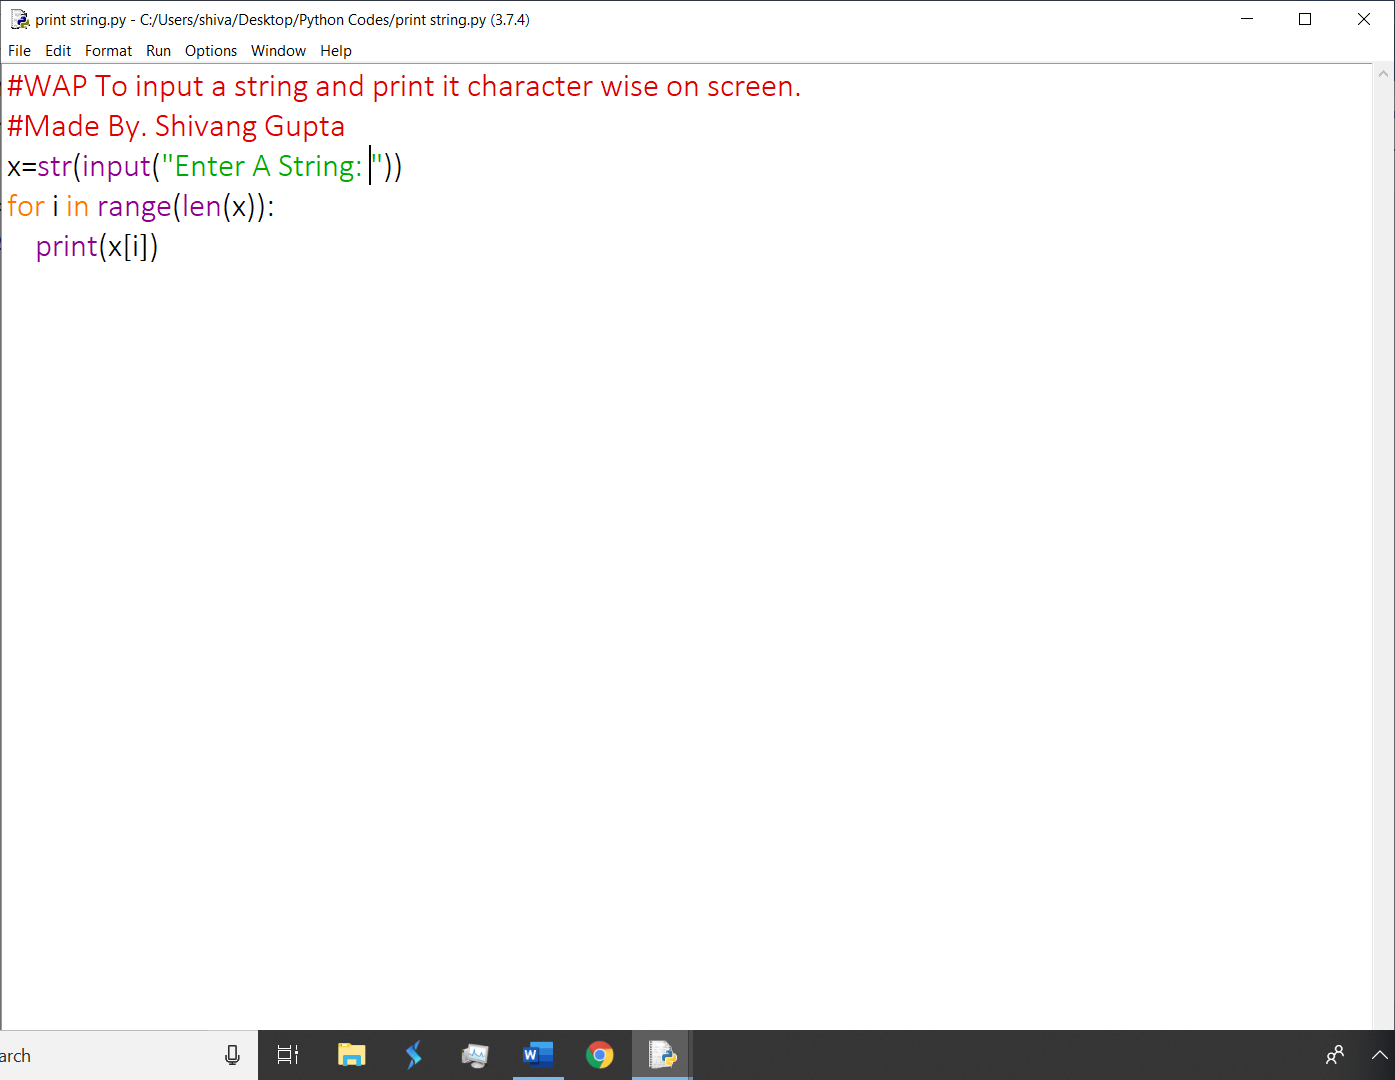 print string.py - C:/Users/shiva/Desktop/Python Codes/print string.py (3.7.4)
File Edit Format Run Options Window Help
#WAP To input a string and print it character wise on screen.
#Made By. Shivang Gupta
x=str(input("Enter A String: "))
for i in range(len(x)):
    print(x[i])
arch
W